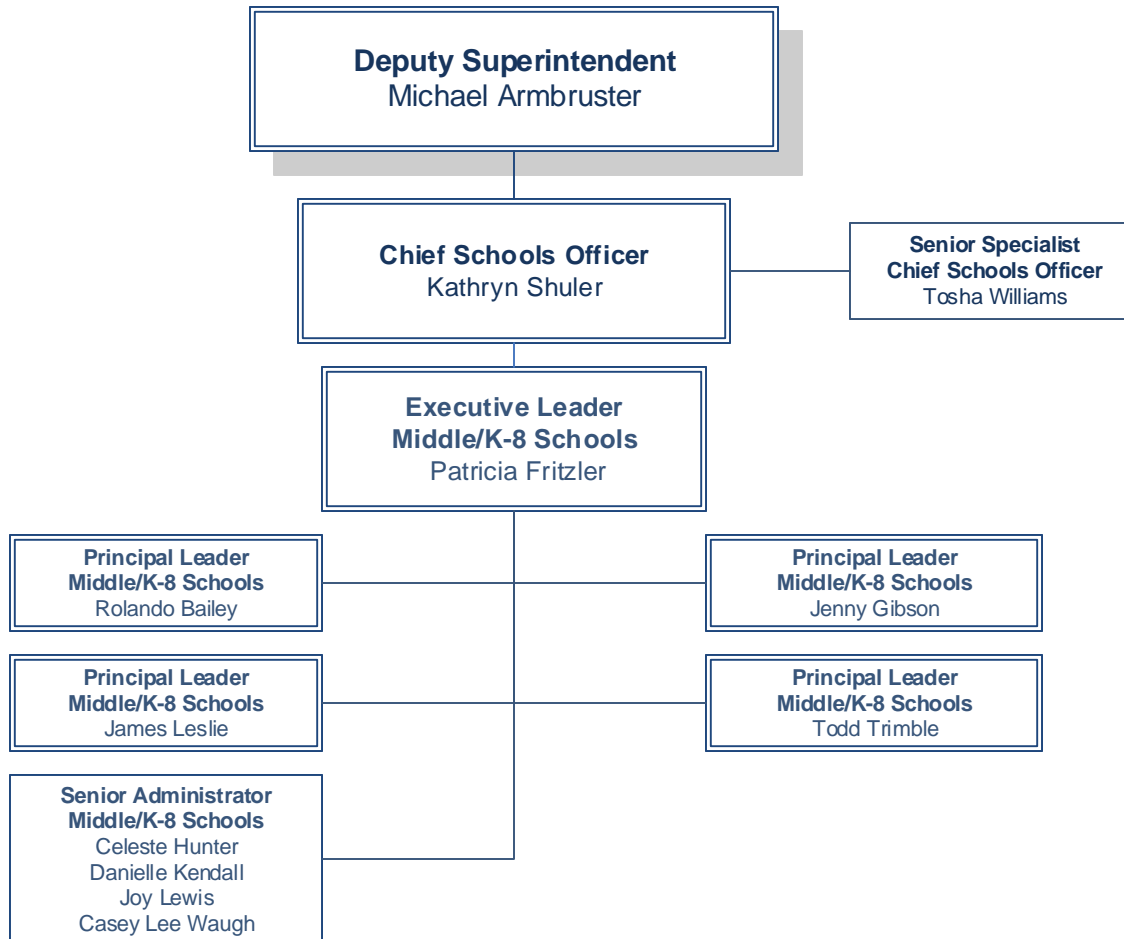 Deputy Superintendent
Michael Armbruster
Chief Schools Officer
Kathryn Shuler
Senior Specialist
Chief Schools Officer
Tosha Williams
Executive Leader
Middle/K-8 Schools
Patricia Fritzler
Principal Leader
Middle/K-8 Schools
Rolando Bailey
Principal Leader
Middle/K-8 Schools
Jenny Gibson
Principal Leader
Middle/K-8 Schools
James Leslie
Principal Leader
Middle/K-8 Schools
Todd Trimble
Senior Administrator
Middle/K-8 Schools
Celeste Hunter
Danielle Kendall
Joy Lewis
Casey Lee Waugh